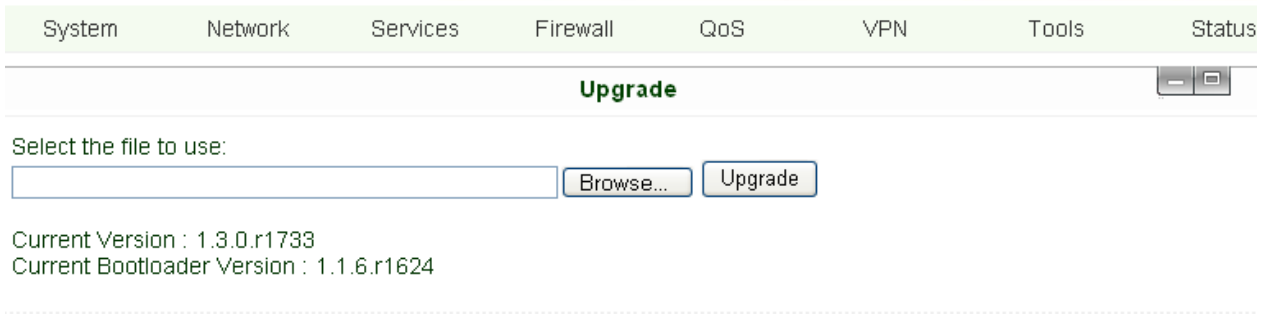 System Network Services Firewall QoS VPN Tools Status
Upgrade
Select the file to use:
Browse... Upgrade
Current Version : 1.3.0.r1733
Current Bootloader Version : 1.1.6.r1624